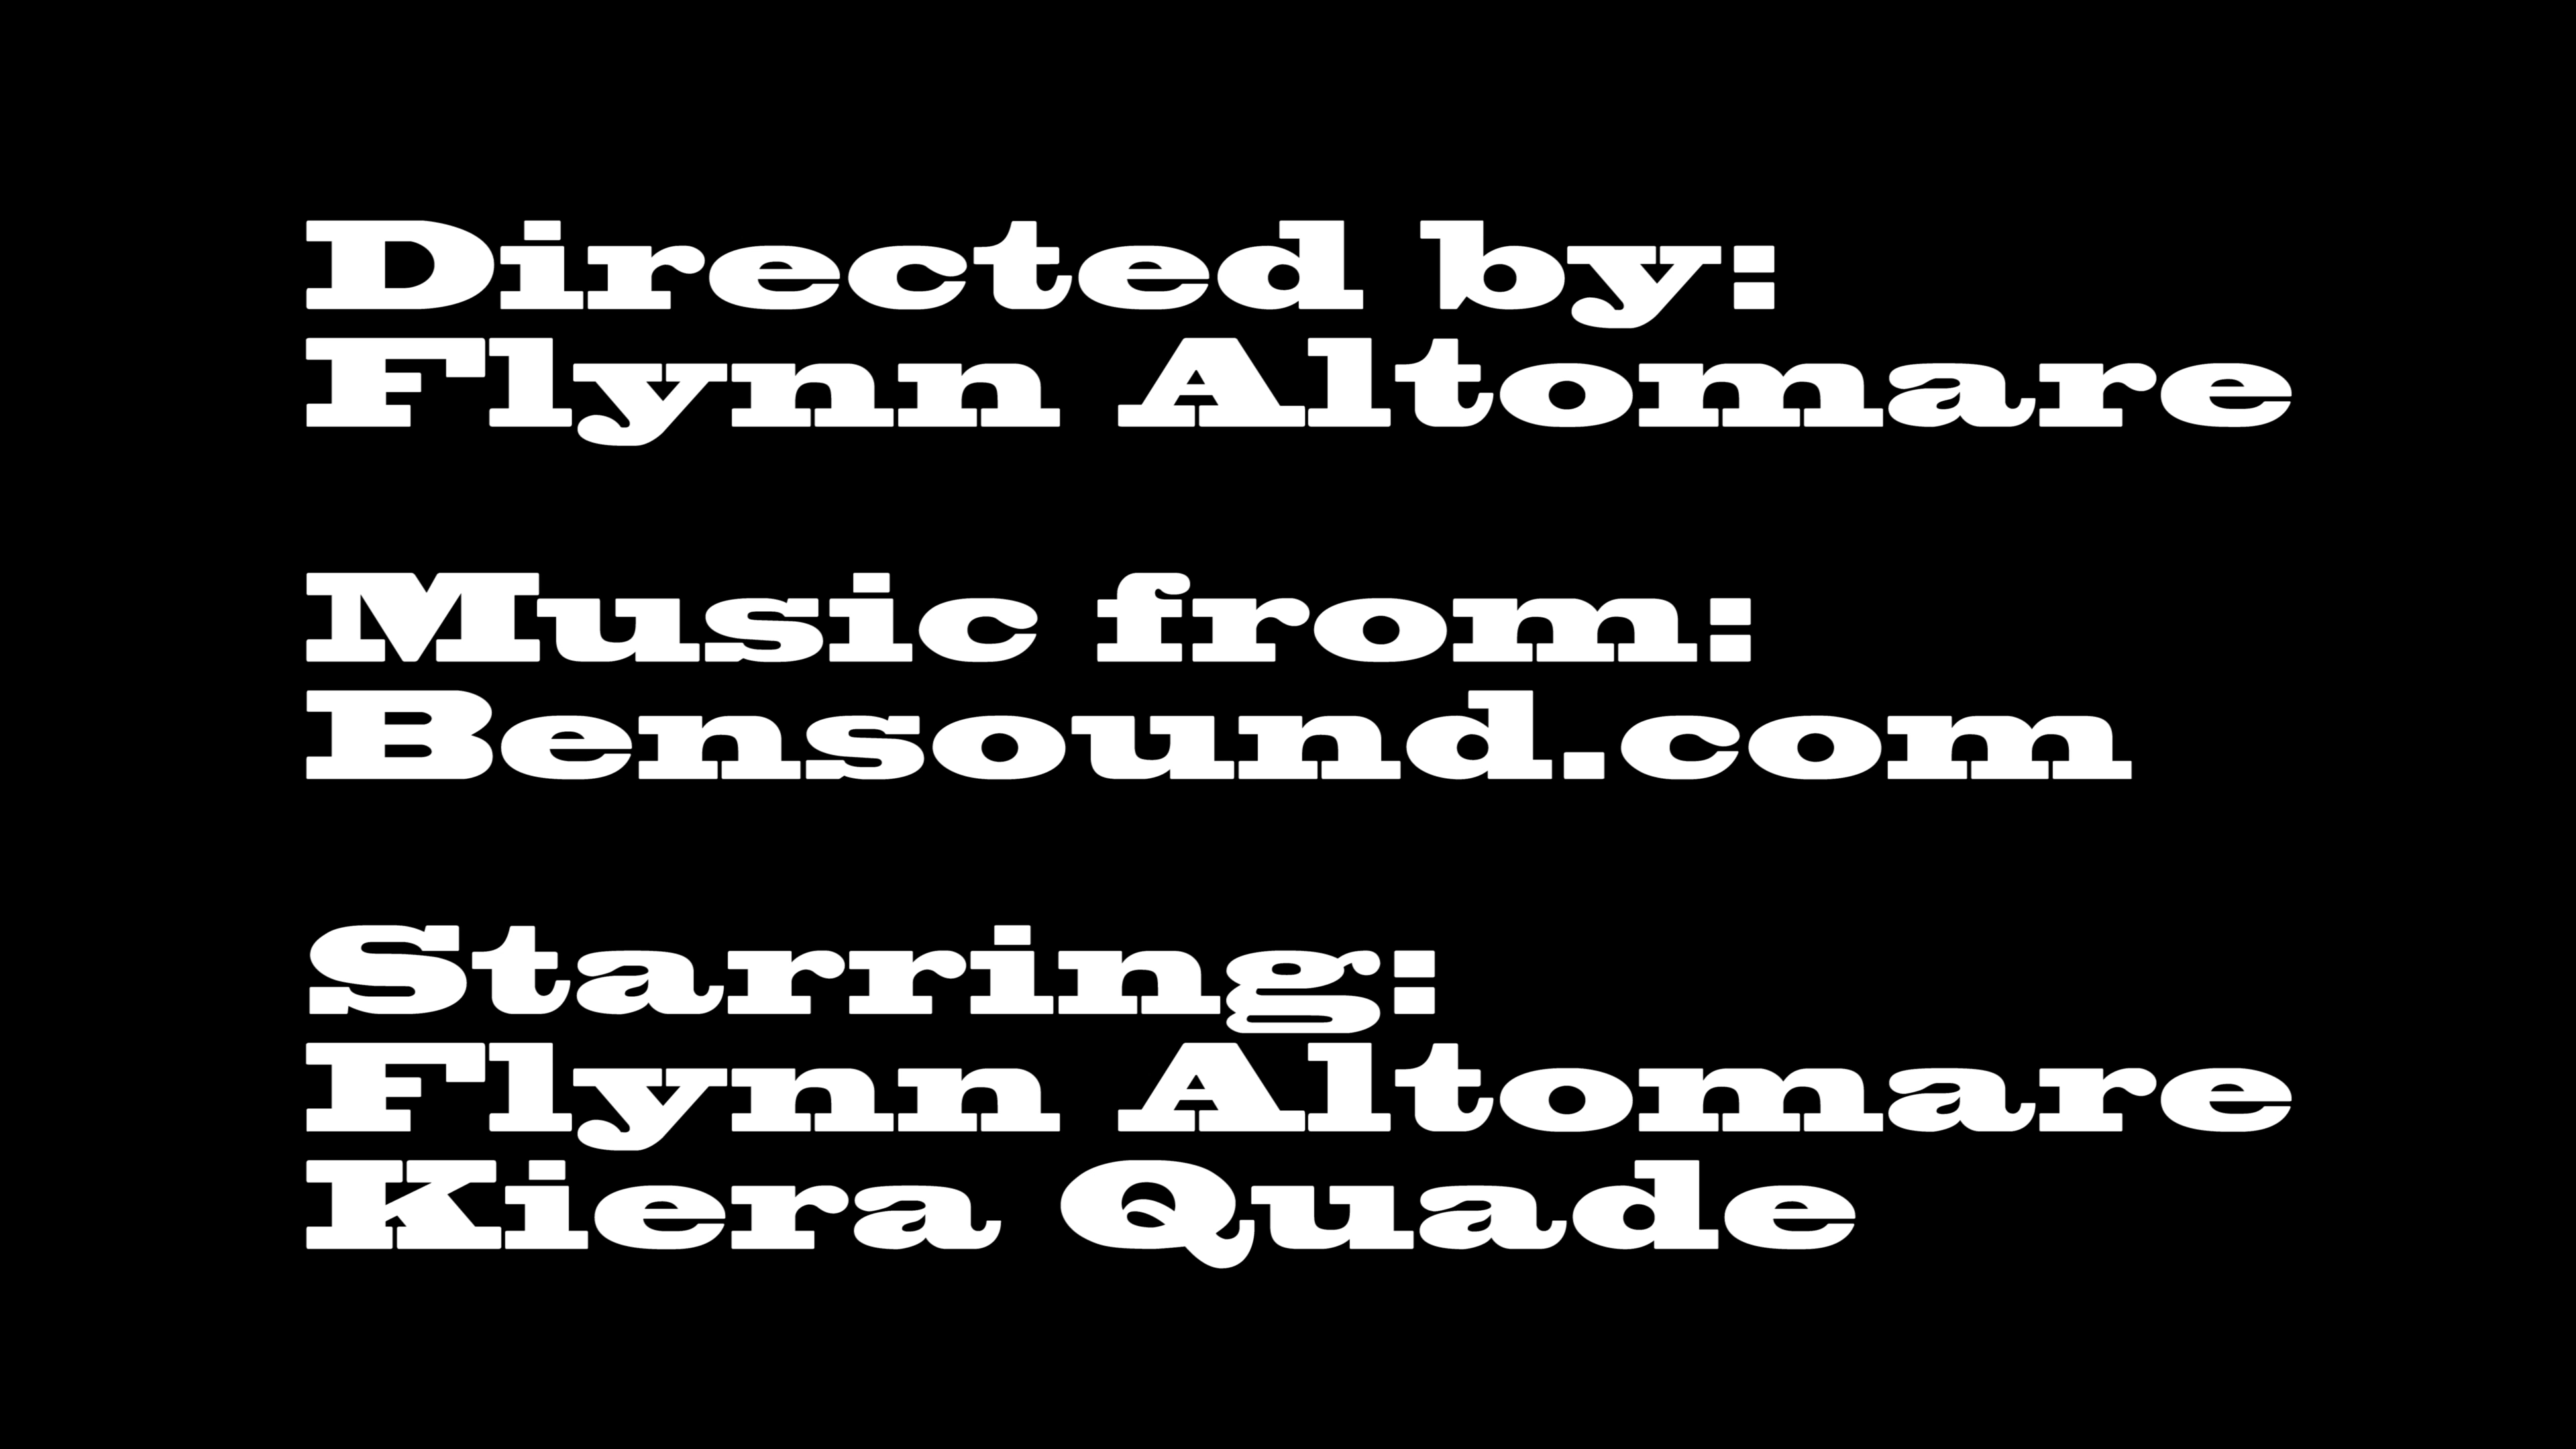 Directed by:
Flynn Altomare
Music from:
Bensound.com
Starring:
Flynn Altomare
Kiera Quade